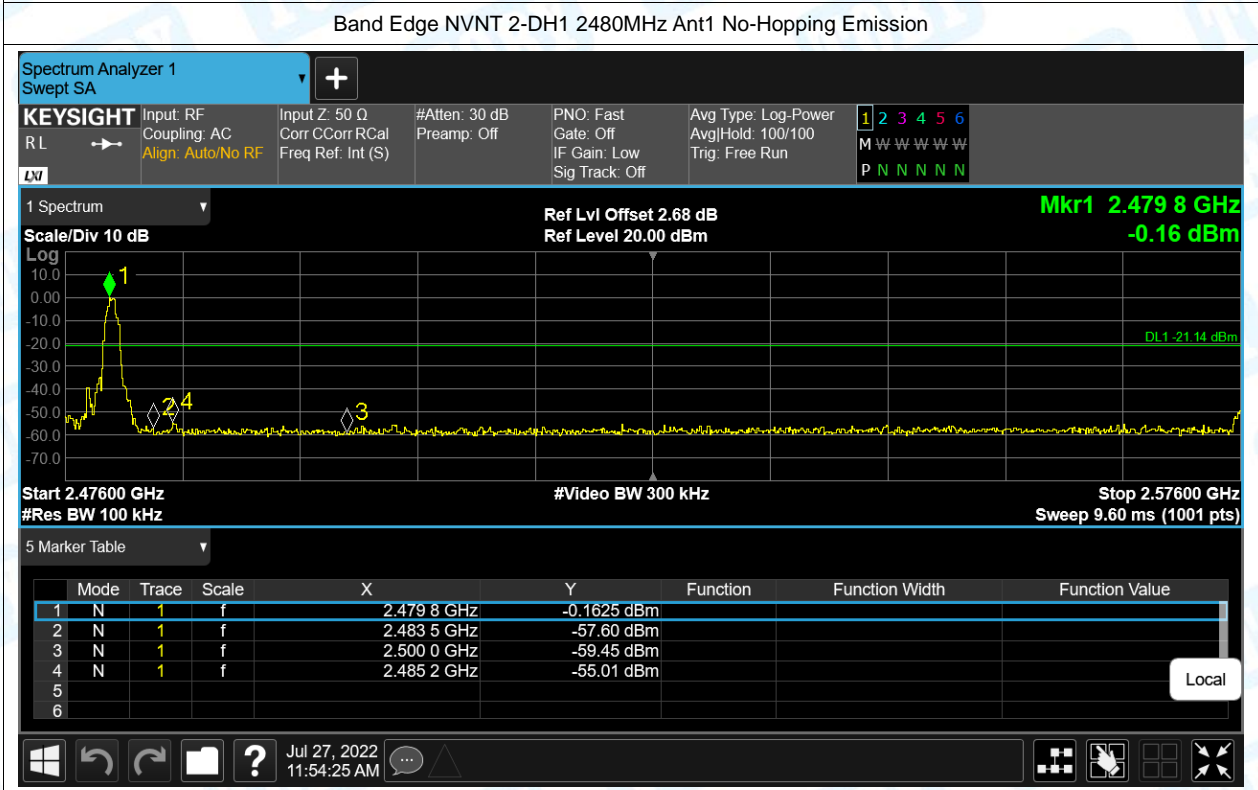 Band Edge NVNT 2-DH1 2480MHz Ant1 No-Hopping Emission
Spectrum Analyzer 1
Swept SA
+
KEYSIGHT Input: RF Input Z: 50 Ω #Atten: 30 dB PNO: Fast Avg Type: Log-Power 1 2 3 4 5 6
R L Coupling: AC Corr CCorr RCal Preamp: Off Gate: Off Avg|Hold: 100/100 M W W W W W
Align: Auto/No RF Freq Ref: Int (S) IF Gain: Low Trig: Free Run
LXI Sig Track: Off P N N N N N
1 Spectrum Ref Lvl Offset 2.68 dB Mkr1 2.479 8 GHz
Scale/Div 10 dB Ref Level 20.00 dBm -0.16 dBm
Log
10.0 1
0.00
-10.0
-20.0 DL1 -21.14 dBm
-30.0
-40.0
-50.0 2 4 3
-60.0
-70.0
Start 2.47600 GHz #Video BW 300 kHz Stop 2.57600 GHz
#Res BW 100 kHz Sweep 9.60 ms (1001 pts)
5 Marker Table
Mode Trace Scale X Y Function Function Width Function Value
1 N 1 f 2.479 8 GHz -0.1625 dBm
2 N 1 f 2.483 5 GHz -57.60 dBm
3 N 1 f 2.500 0 GHz -59.45 dBm
4 N 1 f 2.485 2 GHz -55.01 dBm
5
6
Local
? Jul 27, 2022
11:54:25 AM